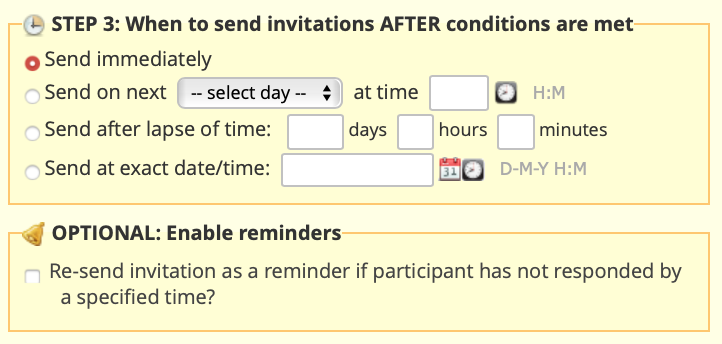 STEP 3: When to send invitations AFTER conditions are met
Send immediately
Send on next -- select day -- at time H:M
Send after lapse of time: days hours minutes
Send at exact date/time: 31 D-M-Y H:M
OPTIONAL: Enable reminders
Re-send invitation as a reminder if participant has not responded by
a specified time?